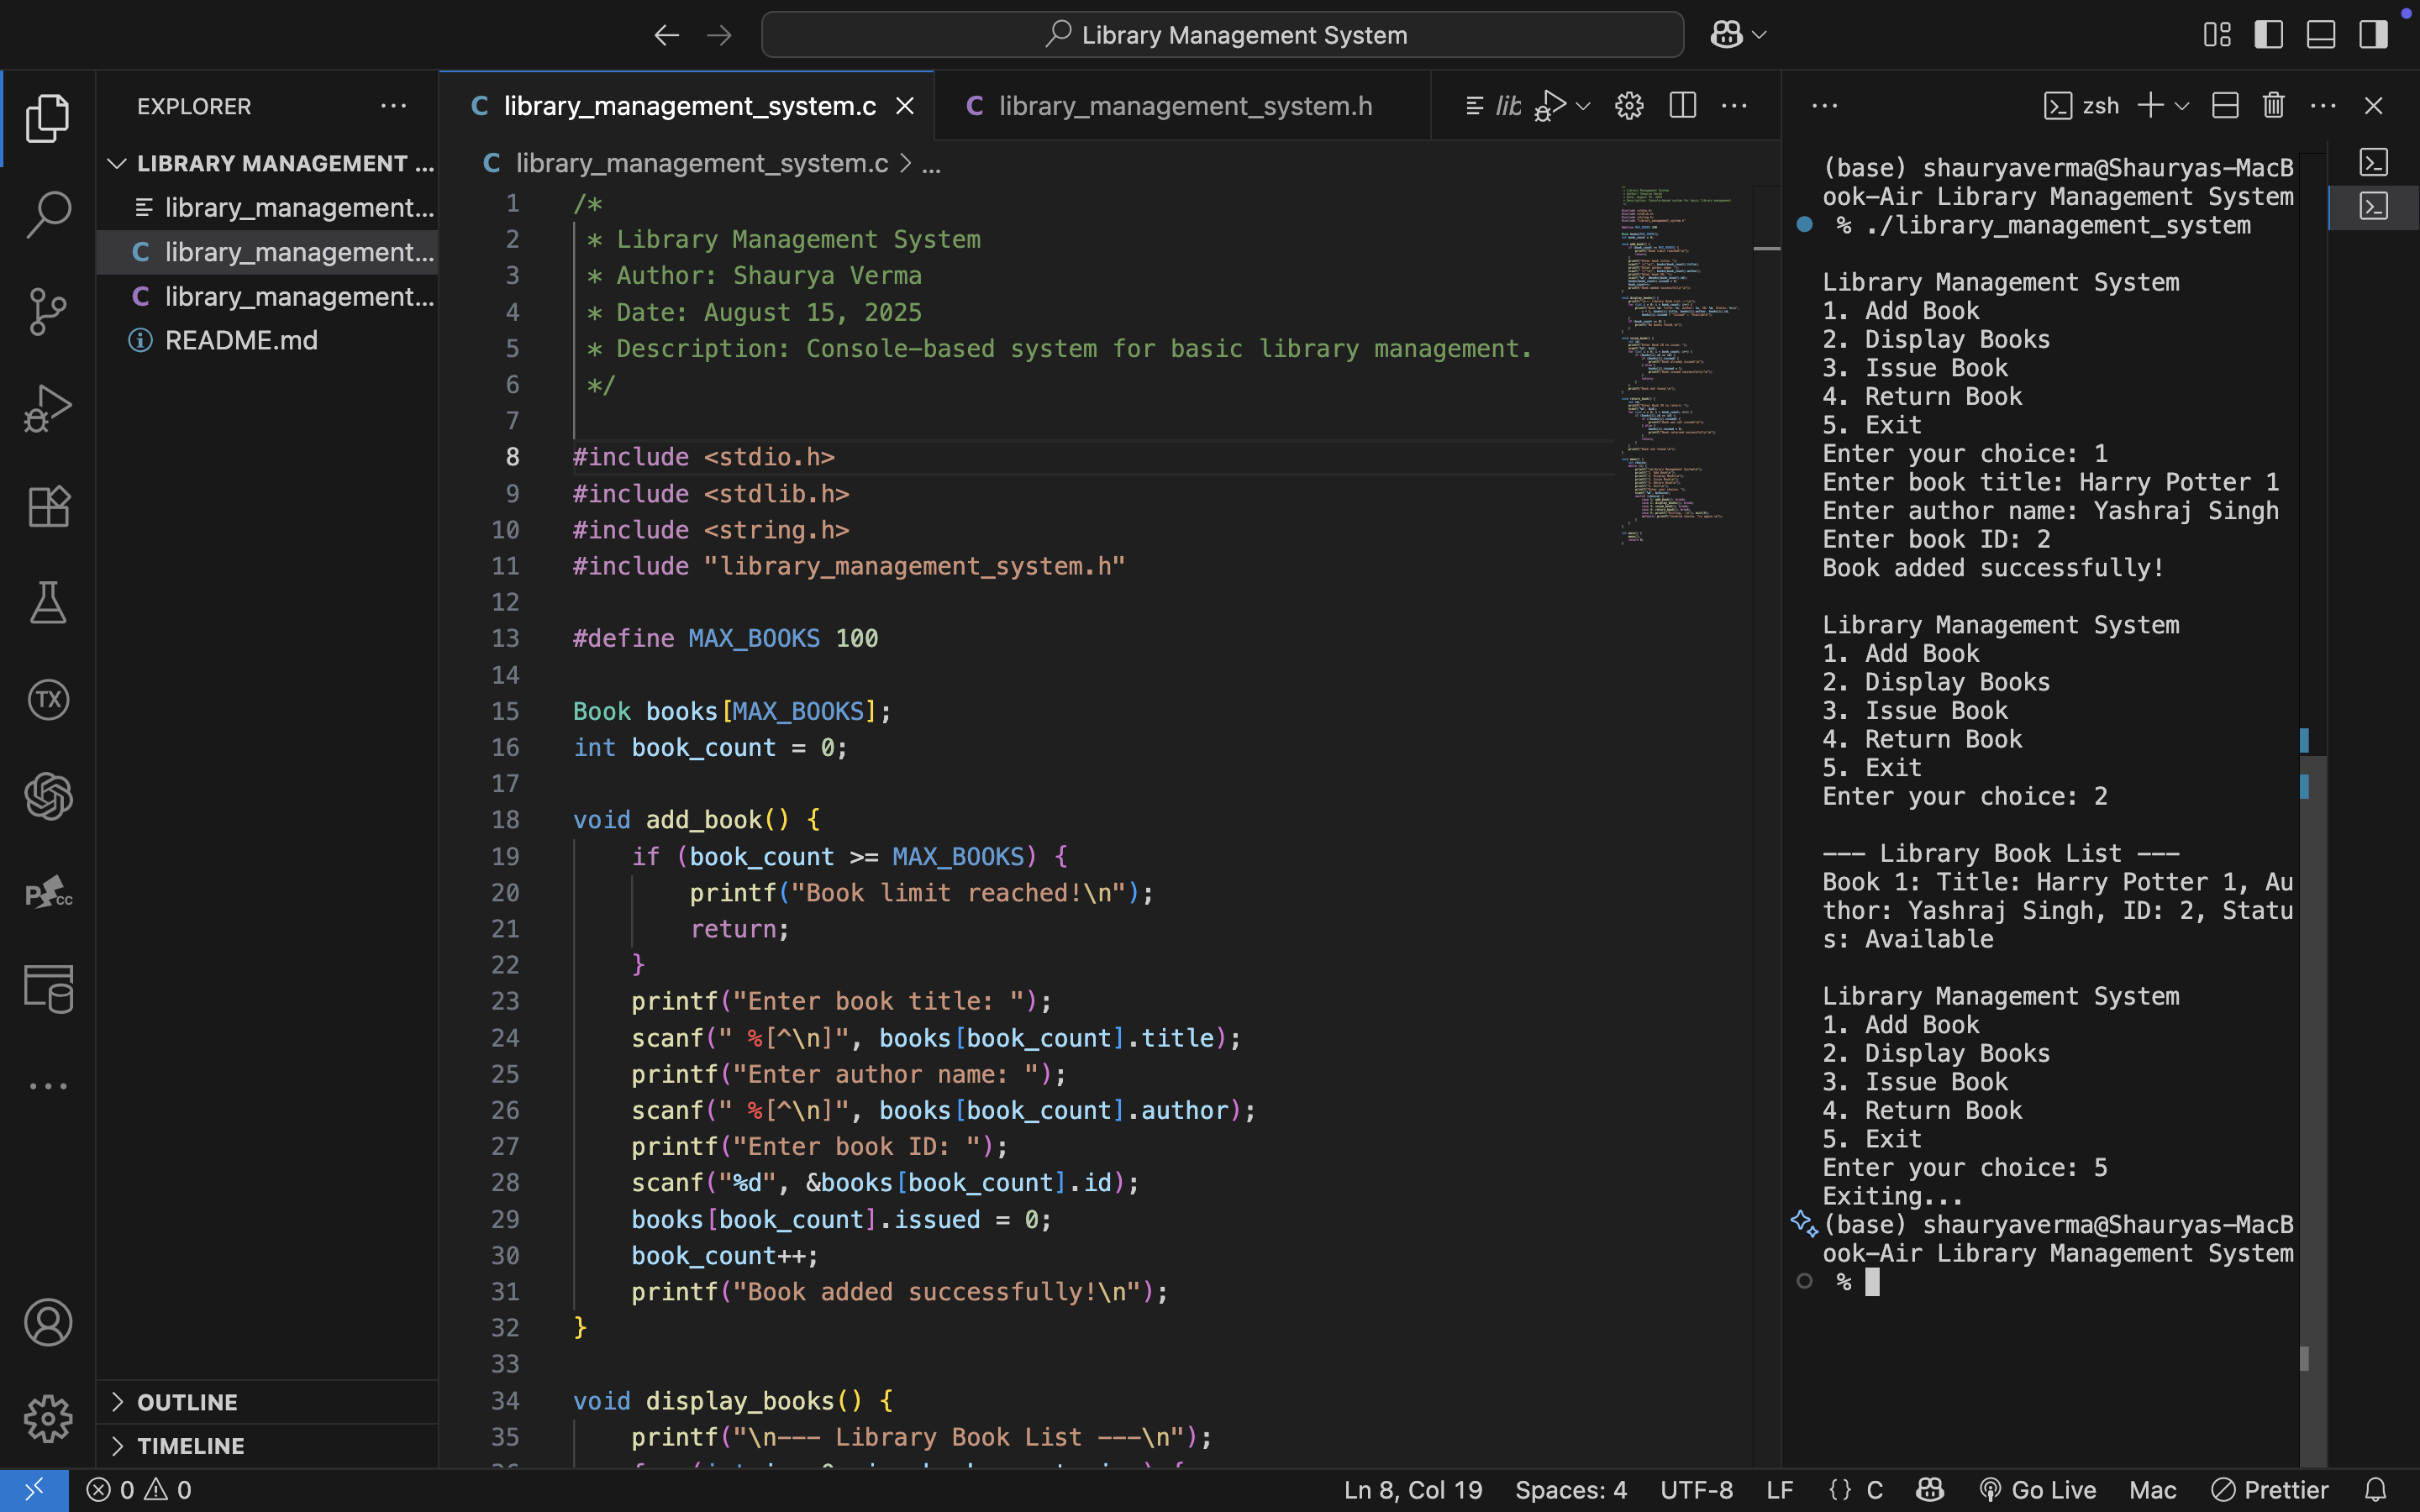 Library Management System
EXPLORER
LIBRARY MANAGEMENT ...
library_management...
C library_management...
C library_management...
README.md
OUTLINE
TIMELINE
C library_management_system.c
C library_management_system.h
lib
C library_management_system.c > ...
1 /*
2 * Library Management System
3 * Author: Shaurya Verma
4 * Date: August 15, 2025
5 * Description: Console-based system for basic library management.
6 */
7
8 #include <stdio.h>
9 #include <stdlib.h>
10 #include <string.h>
11 #include "library_management_system.h"
12
13 #define MAX_BOOKS 100
14
15 Book books[MAX_BOOKS];
16 int book_count = 0;
17
18 void add_book() {
19 if (book_count >= MAX_BOOKS) {
20 printf("Book limit reached!\n");
21 return;
22 }
23 printf("Enter book title: ");
24 scanf(" %[^\n]", books[book_count].title);
25 printf("Enter author name: ");
26 scanf(" %[^\n]", books[book_count].author);
27 printf("Enter book ID: ");
28 scanf("%d", &books[book_count].id);
29 books[book_count].issued = 0;
30 book_count++;
31 printf("Book added successfully!\n");
32 }
33
34 void display_books() {
35 printf("\n--- Library Book List ---\n");
zsh
(base) shauryaverma@Shauryas-MacB
ook-Air Library Management System
% ./library_management_system
Library Management System
1. Add Book
2. Display Books
3. Issue Book
4. Return Book
5. Exit
Enter your choice: 1
Enter book title: Harry Potter 1
Enter author name: Yashraj Singh
Enter book ID: 2
Book added successfully!
Library Management System
1. Add Book
2. Display Books
3. Issue Book
4. Return Book
5. Exit
Enter your choice: 2
--- Library Book List ---
Book 1: Title: Harry Potter 1, Au
thor: Yashraj Singh, ID: 2, Statu
s: Available
Library Management System
1. Add Book
2. Display Books
3. Issue Book
4. Return Book
5. Exit
Enter your choice: 5
Exiting...
(base) shauryaverma@Shauryas-MacB
ook-Air Library Management System
%
TX
P CC
0 0
Ln 8, Col 19 Spaces: 4 UTF-8 LF {} C Go Live Mac Prettier